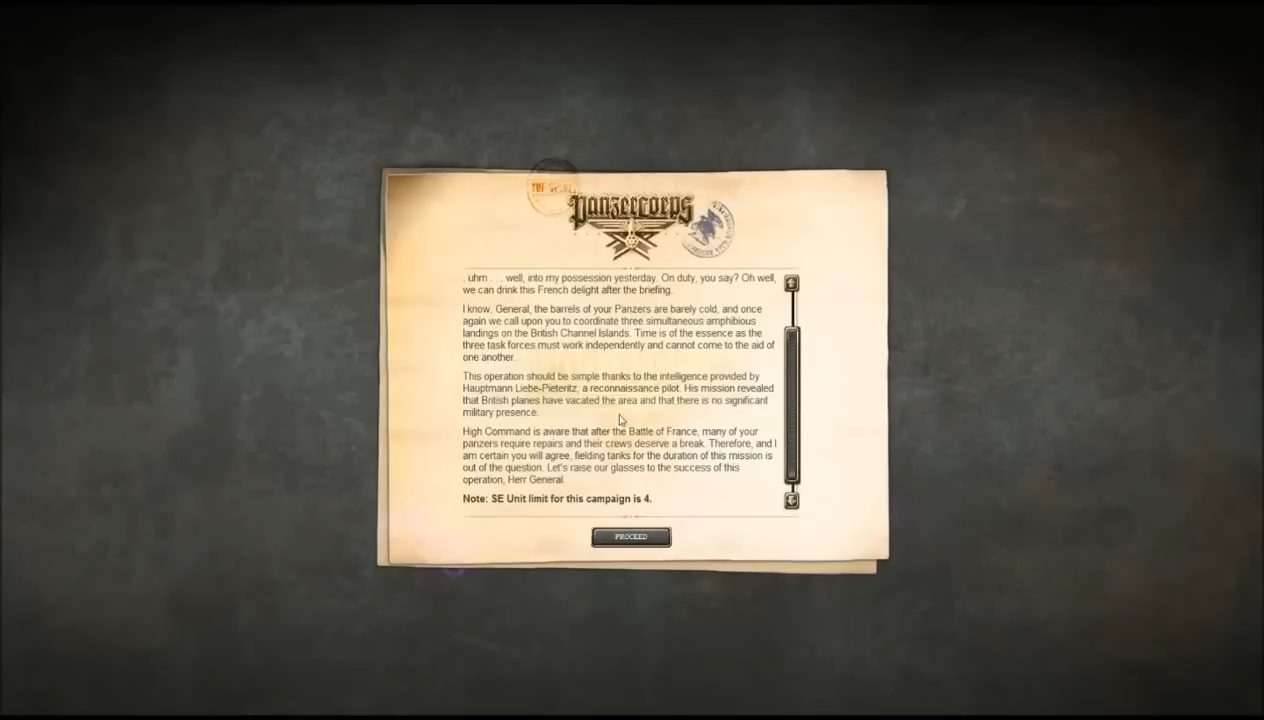 TOP SECRET
Panzercorps
. uhm . . . well, into my possession yesterday. On duty, you say? Oh well,
we can drink this French delight after the briefing.
I know, General, the barrels of your Panzers are barely cold, and once
again we call upon you to coordinate three simultaneous amphibious
landings on the British Channel Islands. Time is of the essence as the
three task forces must work independently and cannot come to the aid of
one another.
This operation should be simple thanks to the intelligence provided by
Hauptmann Liebe-Pieteritz, a reconnaissance pilot. His mission revealed
that British planes have vacated the area and that there is no significant
military presence.
High Command is aware that after the Battle of France, many of your
panzers require repairs and their crews deserve a break. Therefore, and I
am certain you will agree, fielding tanks for the duration of this mission is
out of the question. Let's raise our glasses to the success of this
operation, Herr General.
Note: SE Unit limit for this campaign is 4.
PROCEED